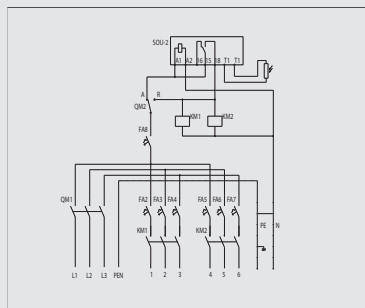 SOU-2
A1 A2 16 15 18 T1 T1
A R
QM2
KM1 KM2
FA8
QM1 FA2 FA3 FA4 FA5 FA6 FA7
PE N
KM1 KM2
L1 L2 L3 PEN 1 2 3 4 5 6